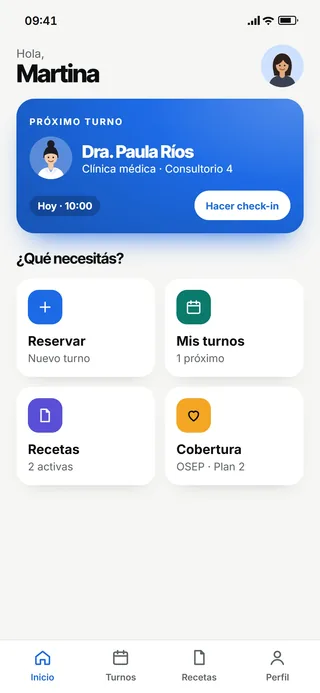 09:41
Hola,
Martina
PRÓXIMO TURNO
Dra. Paula Ríos
Clínica médica · Consultorio 4
Hoy · 10:00
Hacer check-in
¿Qué necesitás?
Reservar
Nuevo turno
Mis turnos
1 próximo
Recetas
2 activas
Cobertura
OSEP · Plan 2
Inicio
Turnos
Recetas
Perfil